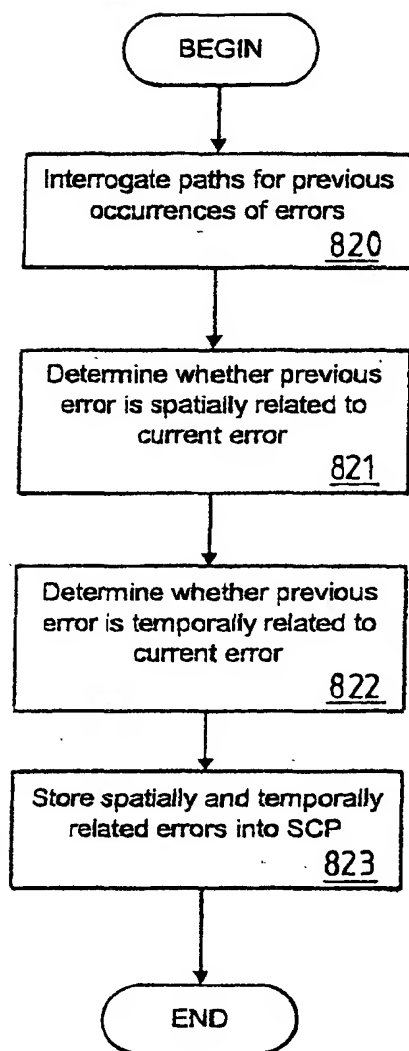 BEGIN
Interrogate paths for previous
occurrences of errors
820
Determine whether previous
error is spatially related to
current error
821
Determine whether previous
error is temporally related to
current error
822
Store spatially and temporally
related errors into SCP
823
END